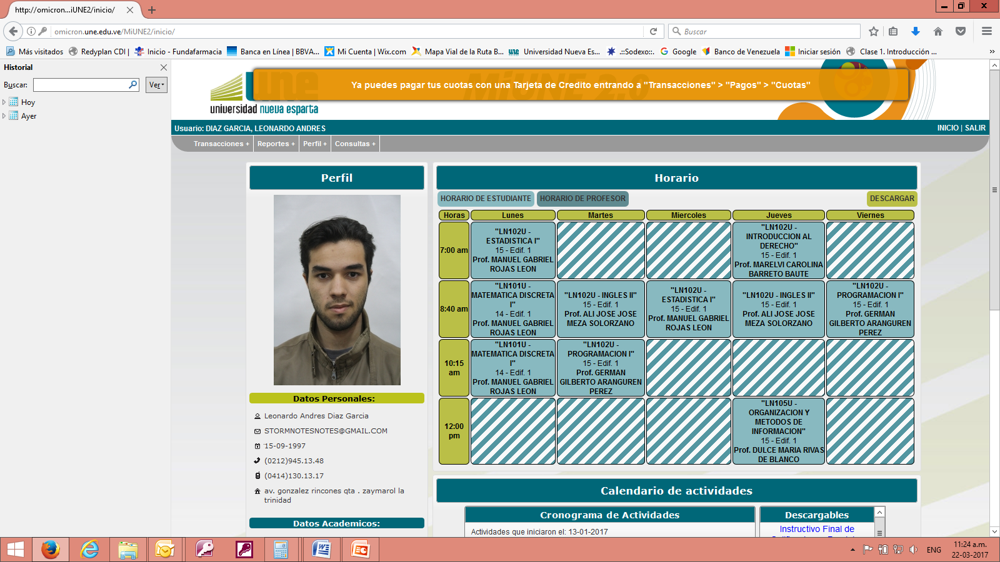 http://omicron...iUNE2/inicio/
omicron.une.edu.ve/MiUNE2/inicio/
Buscar
Más visitados
Redyplan CDI |
Inicio - Fundafarmacia
Banca en Línea | BBVA...
Mi Cuenta | Wix.com
Mapa Vial de la Ruta B...
une Universidad Nueva Es...
.::Sodexo::.
Google
Banco de Venezuela
Iniciar sesión
Clase 1. Introducción ...
Historial
Buscar:
Ver
Hoy
Ayer
Ya puedes pagar tus cuotas con una Tarjeta de Credito entrando a "Transacciones" > "Pagos" > "Cuotas"
une
MiUNE 2.0
universidad nueva esparta
Usuario: DIAZ GARCIA, LEONARDO ANDRES
INICIO | SALIR
Transacciones +
Reportes +
Perfil +
Consultas +
Perfil
Datos Personales:
Leonardo Andres Diaz Garcia
STORMNOTESNOTES@GMAIL.COM
15-09-1997
(0212)945.13.48
(0414)130.13.17
av. gonzalez rincones qta . zaymarol la
trinidad
Datos Academicos:
Horario
HORARIO DE ESTUDIANTE
HORARIO DE PROFESOR
DESCARGAR
Horas
Lunes
Martes
Miercoles
Jueves
Viernes
7:00 am
"LN102U -
ESTADISTICA I"
15 - Edif. 1
Prof. MANUEL GABRIEL
ROJAS LEON
"LN102U -
INTRODUCCION AL
DERECHO"
15 - Edif. 1
Prof. MARELVI CAROLINA
BARRETO BAUTE
8:40 am
"LN101U -
MATEMATICA DISCRETA
I"
14 - Edif. 1
Prof. MANUEL GABRIEL
ROJAS LEON
"LN102U - INGLES II"
15 - Edif. 1
Prof. ALI JOSE JOSE
MEZA SOLORZANO
"LN102U -
ESTADISTICA I"
15 - Edif. 1
Prof. MANUEL GABRIEL
ROJAS LEON
"LN102U - INGLES II"
15 - Edif. 1
Prof. ALI JOSE JOSE
MEZA SOLORZANO
"LN102U -
PROGRAMACION I"
15 - Edif. 1
Prof. GERMAN
GILBERTO ARANGUREN
PEREZ
10:15
am
"LN101U -
MATEMATICA DISCRETA
I"
14 - Edif. 1
Prof. MANUEL GABRIEL
ROJAS LEON
"LN102U -
PROGRAMACION I"
15 - Edif. 1
Prof. GERMAN
GILBERTO ARANGUREN
PEREZ
12:00
pm
"LN105U -
ORGANIZACION Y
METODOS DE
INFORMACION"
15 - Edif. 1
Prof. DULCE MARIA RIVAS
DE BLANCO
Calendario de actividades
Cronograma de Actividades
Actividades que iniciaron el: 13-01-2017
Descargables
Instructivo Final de
ENG
11:24 a.m.
22-03-2017